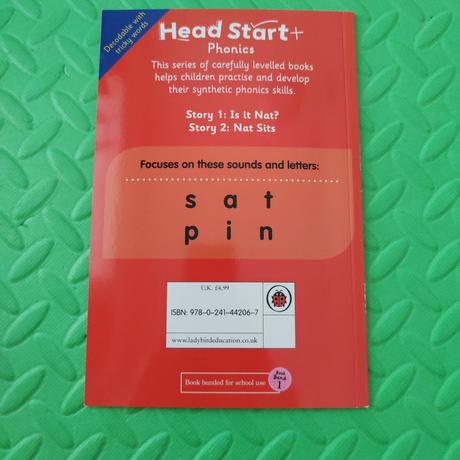 Decodable with
tricky words
Head Start+
Phonics
This series of carefully levelled books
helps children practise and develop
their synthetic phonics skills.
Story 1: Is it Nat?
Story 2: Nat Sits
Focuses on these sounds and letters:
s a t
p i n
U.K. £4.99
ISBN: 978-0-241-44206-7
www.ladybirdeducation.co.uk
Book banded for school use
Book
Band
1